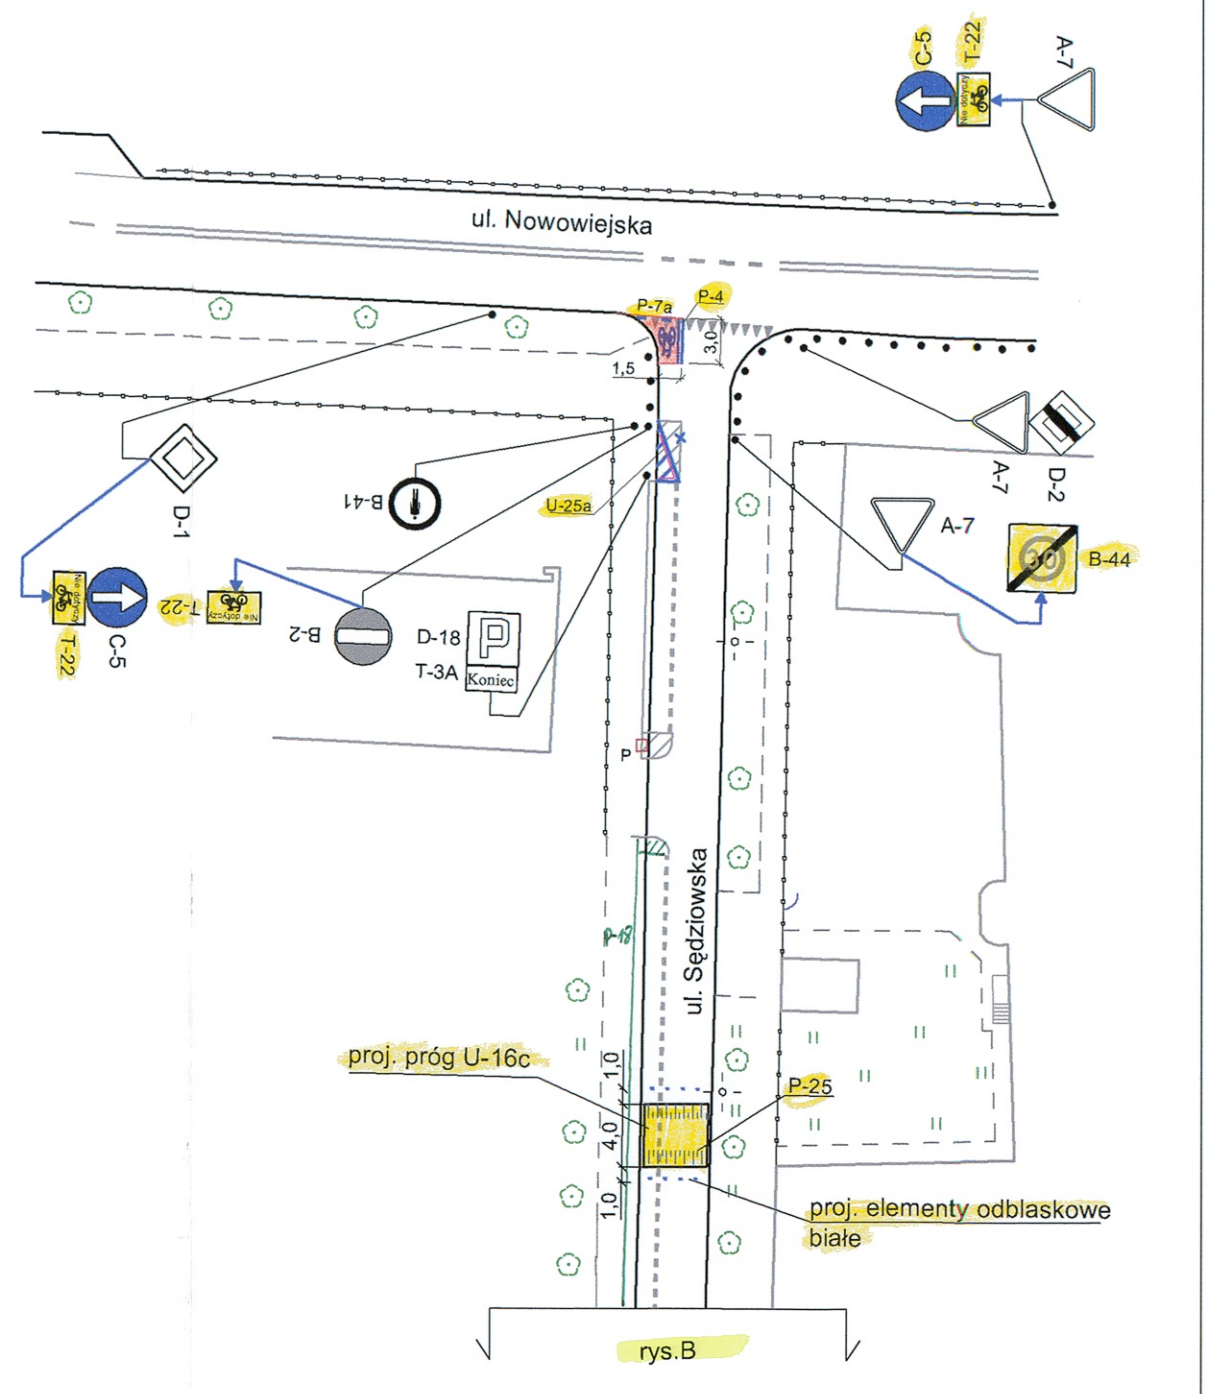 C-5
T-22
A-7
Nie dotyczy
ul. Nowowiejska
P-7a
P-4
3,0
1,5
D-1
B-41
U-25a
A-7
D-2
A-7
30
B-44
Nie dotyczy
T-22
C-5
T-22
Nie dotyczy
B-2
D-18
P
T-3A
Koniec
P
ul. Sędziowska
P-18
proj. próg U-16c
1,0
4,0
1,0
P-25
proj. elementy odblaskowe
białe
rys.B